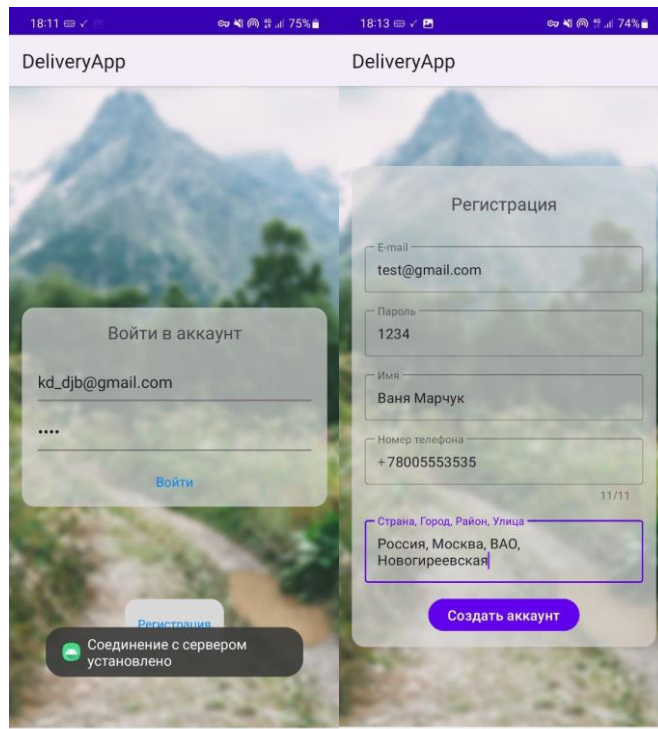 18:11
75%
DeliveryApp
Войти в аккаунт
kd_djb@gmail.com
••••
Войти
Регистрация
Соединение с сервером
установлено
18:13
74%
DeliveryApp
Регистрация
E-mail
test@gmail.com
Пароль
1234
Имя
Ваня Марчук
Номер телефона
+78005553535
11/11
Страна, Город, Район, Улица
Россия, Москва, ВАО,
Новогиреевская
Создать аккаунт